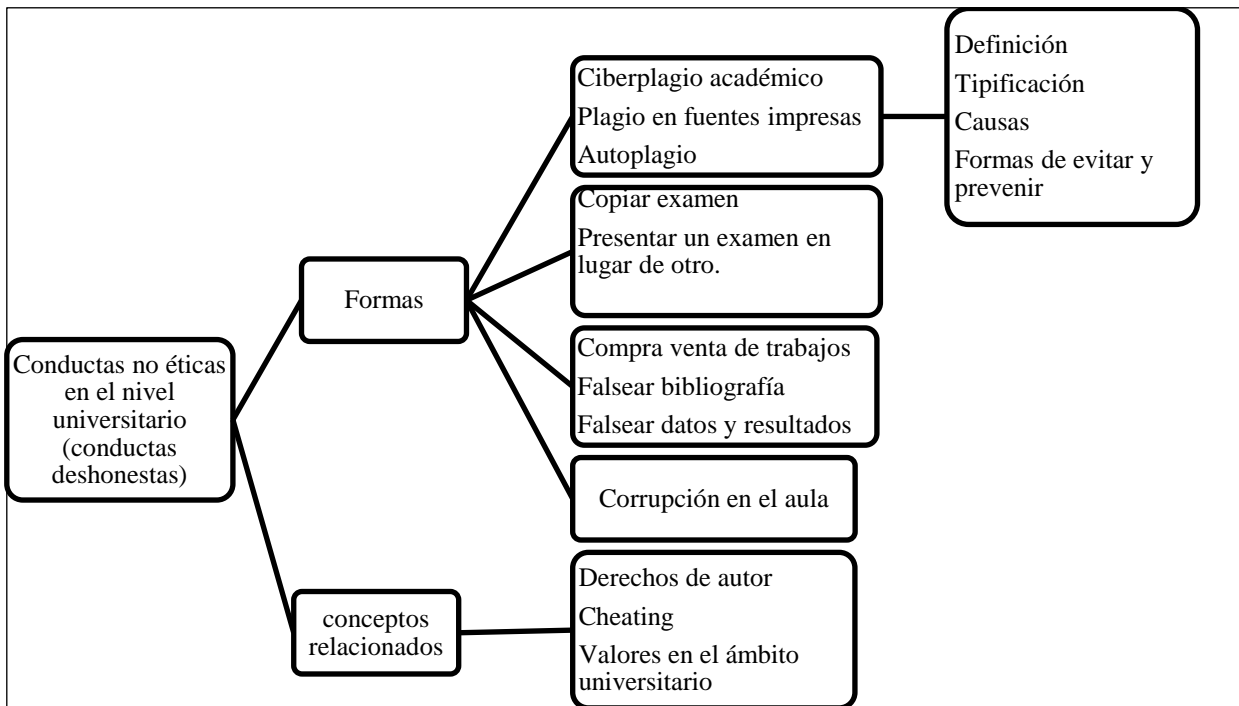 Conductas no éticas
en el nivel
universitario
(conductas
deshonestas)
Formas
Ciberplagio académico
Plagio en fuentes impresas
Autoplagio
Definición
Tipificación
Causas
Formas de evitar y
prevenir
Copiar examen
Presentar un examen en
lugar de otro.
Compra venta de trabajos
Falsear bibliografía
Falsear datos y resultados
Corrupción en el aula
conceptos
relacionados
Derechos de autor
Cheating
Valores en el ámbito
universitario